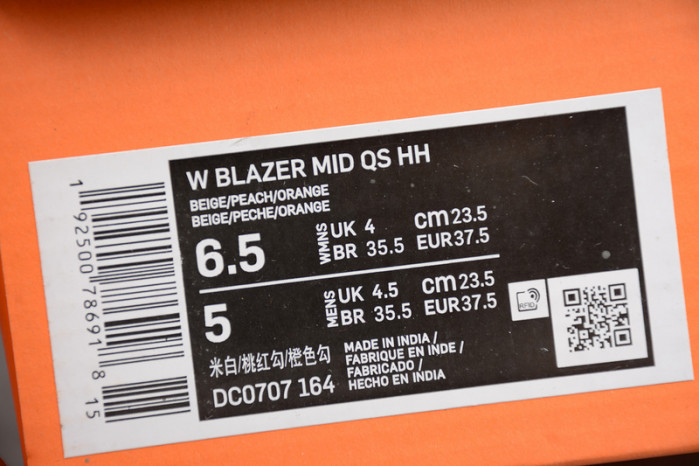 W BLAZER MID QS HH
BEIGE/PEACH/ORANGE
BEIGE/PECHE/ORANGE
6.5 WMNS UK 4 cm 23.5
BR 35.5 EUR 37.5
5 MENS UK 4.5 cm 23.5
BR 35.5 EUR 37.5
米白/桃红勾/橙色勾
DC0707 164
MADE IN INDIA/
FABRIQUE EN INDE/
FABRICADO/
HECHO EN INDIA
RFID
1 92500 78691 8 15